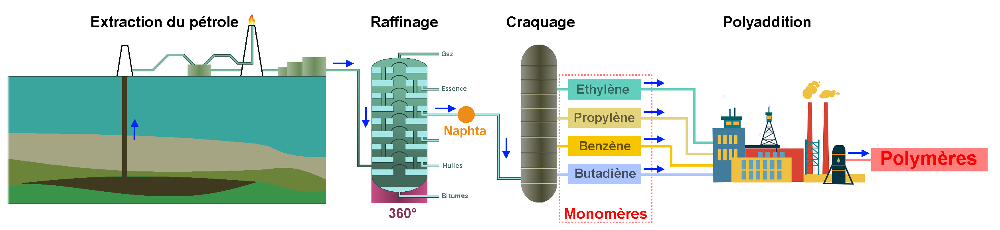 Extraction du pétrole
Raffinage
Craquage
Polyaddition
Gaz
Essence
Naphta
Huiles
Bitumes
360°
Ethylène
Propylène
Benzène
Butadiène
Monomères
Polymères